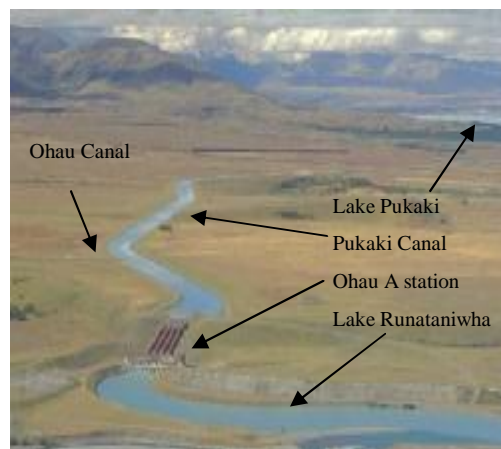 Ohau Canal
Lake Pukaki
Pukaki Canal
Ohau A station
Lake Runataniwha